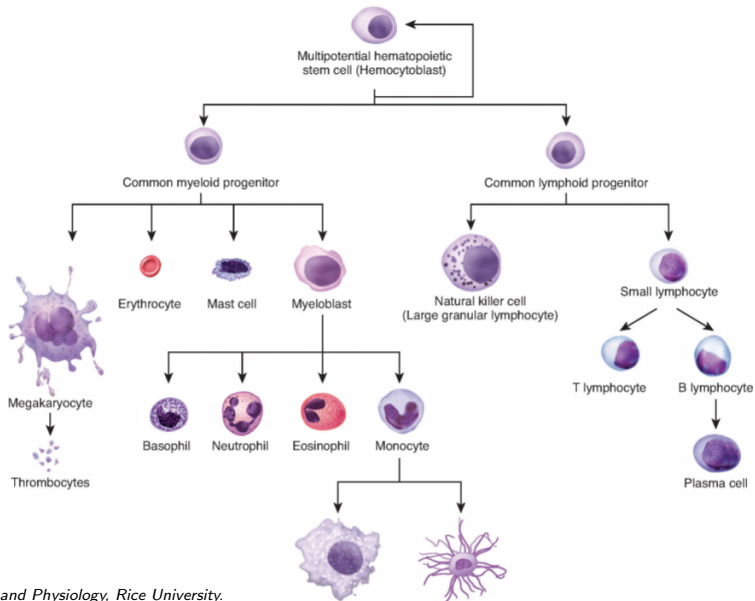 Multipotential hematopoietic
stem cell (Hemocytoblast)
Common myeloid progenitor
Common lymphoid progenitor
Erythrocyte
Mast cell
Myeloblast
Natural killer cell
(Large granular lymphocyte)
Small lymphocyte
T lymphocyte
B lymphocyte
Megakaryocyte
Basophil
Neutrophil
Eosinophil
Monocyte
Thrombocytes
Plasma cell
and Physiology, Rice University.